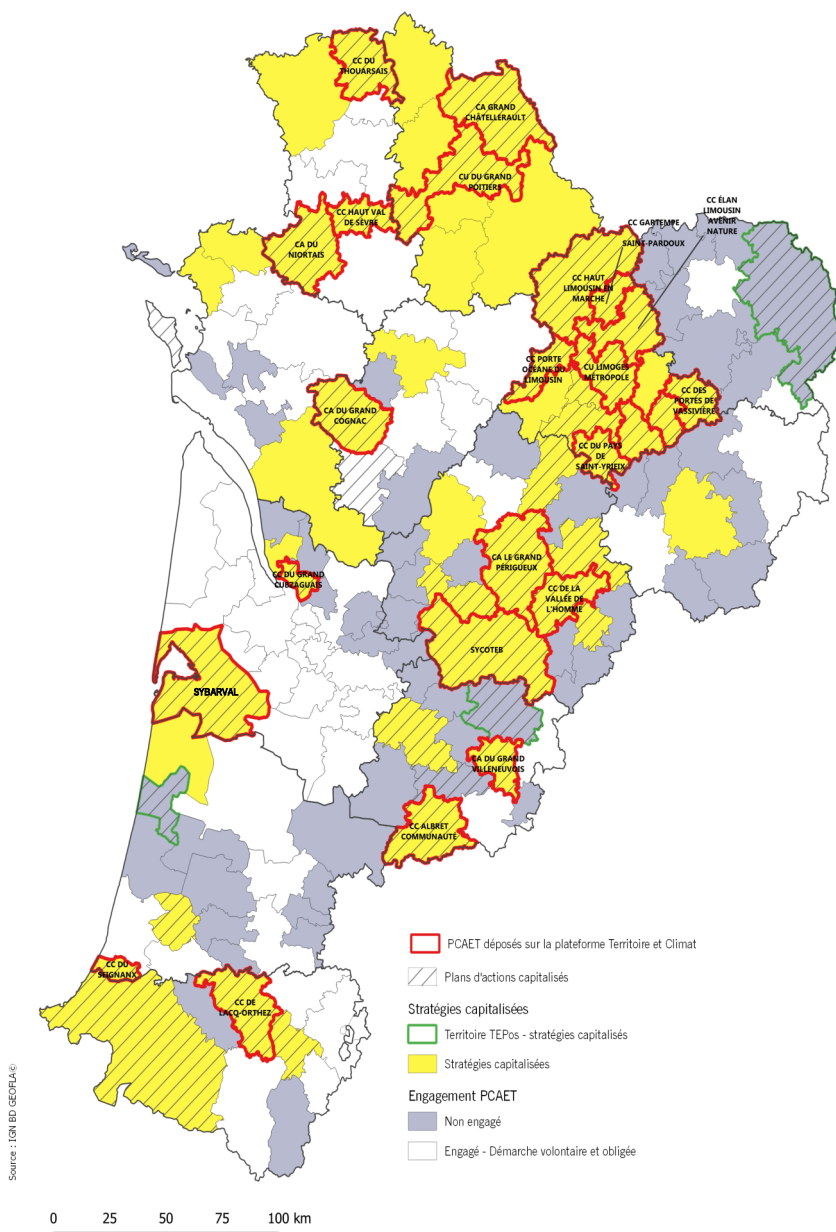 CC DU
THOUARSAIS
CA GRAND
CHÂTELLERAULT
CU DU GRAND
POITIERS
CC HAUT VAL
DE SÈVRE
CA DU
NIORTAIS
CC ÉLAN
LIMOUSIN
AVENIR
NATURE
CC GARTEMPE
SAINT-PARDOUX
CC HAUT
LIMOUSIN EN
MARCHE
CC PORTE
OCÉANE DU
LIMOUSIN
CU LIMOGES
MÉTROPOLE
CC DES
PORTES DE
VASSIVIÈRE
CA DU GRAND
COGNAC
CC DU PAYS
DE
SAINT-YRIEIX
CA LE GRAND
PÉRIGUEUX
CC DU GRAND
CUBZAGUAIS
CC DE LA
VALLÉE DE
L'HOMME
SYCOTEB
SYBARVAL
CA DU GRAND
VILLENEUVOIS
CC ALBRET
COMMUNAUTÉ
CC DU
SEIGNANX
CC DE
LACQ-ORTHEZ
PCAET déposés sur la plateforme Territoire et Climat
Plans d'actions capitalisés
Stratégies capitalisées
Territoire TEPos - stratégies capitalisés
Stratégies capitalisées
Engagement PCAET
Non engagé
Engagé - Démarche volontaire et obligée
Source : IGN BD GEOFLA©
0 25 50 75 100 km